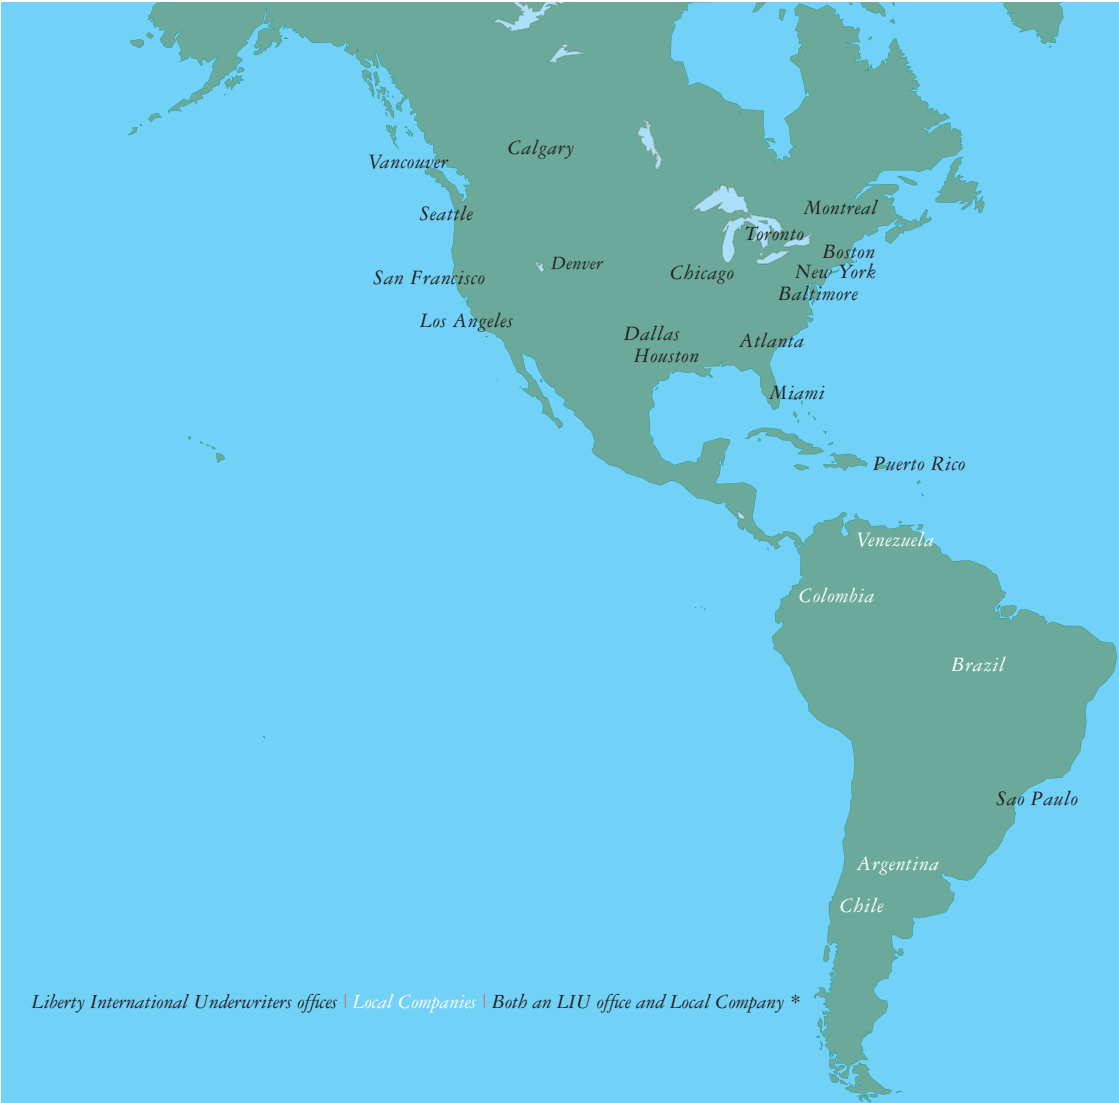 Calgary
Vancouver
Montreal
Seattle
Toronto
Boston
Denver
New York
Chicago
San Francisco
Baltimore
Los Angeles
Dallas
Atlanta
Houston
Miami
Puerto Rico
Venezuela
Colombia
Brazil
Sao Paulo
Argentina
Chile
Liberty International Underwriters offices | Local Companies | Both an LIU office and Local Company *